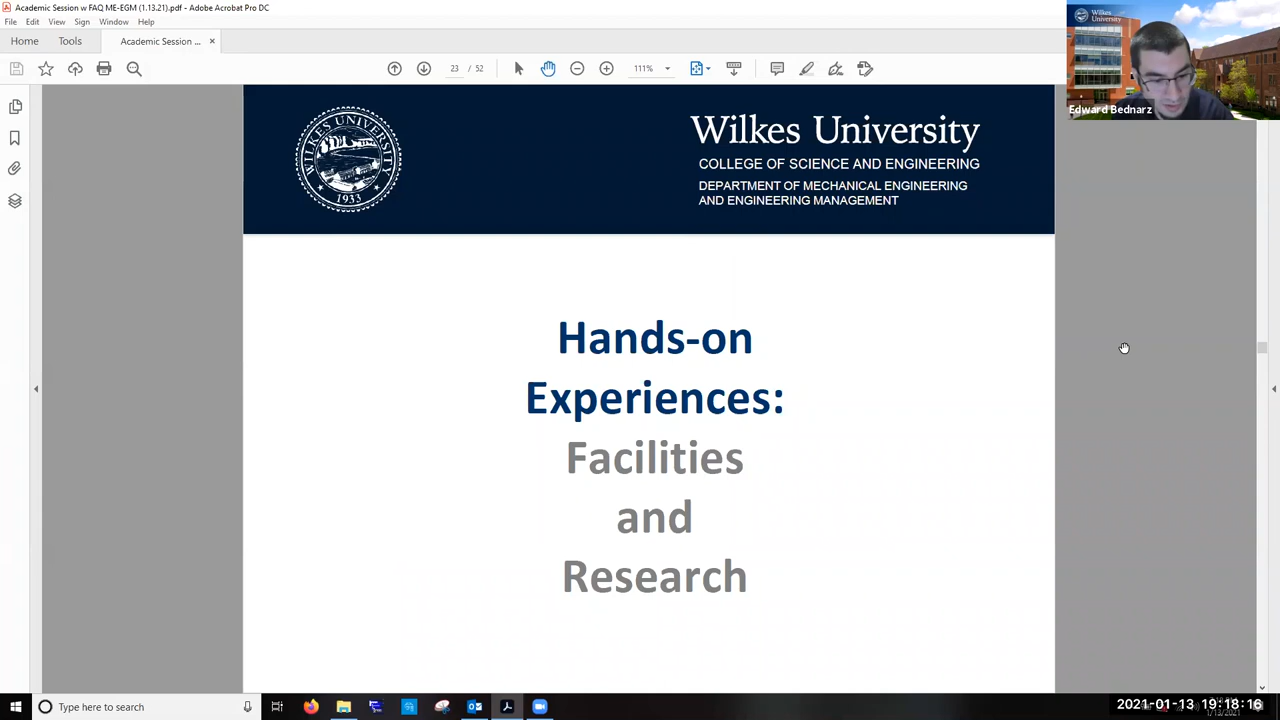 Academic Session w FAQ ME-EGM (1.13.21).pdf - Adobe Acrobat Pro DC
File Edit View Sign Window Help
Home Tools Academic Session ... ×
23 52 111%
Wilkes University
Edward Bednarz
WILKES UNIVERSITY
1933
Wilkes University
COLLEGE OF SCIENCE AND ENGINEERING
DEPARTMENT OF MECHANICAL ENGINEERING
AND ENGINEERING MANAGEMENT
Hands-on
Experiences:
Facilities
and
Research
Type here to search
2021-01-13 19:18:16